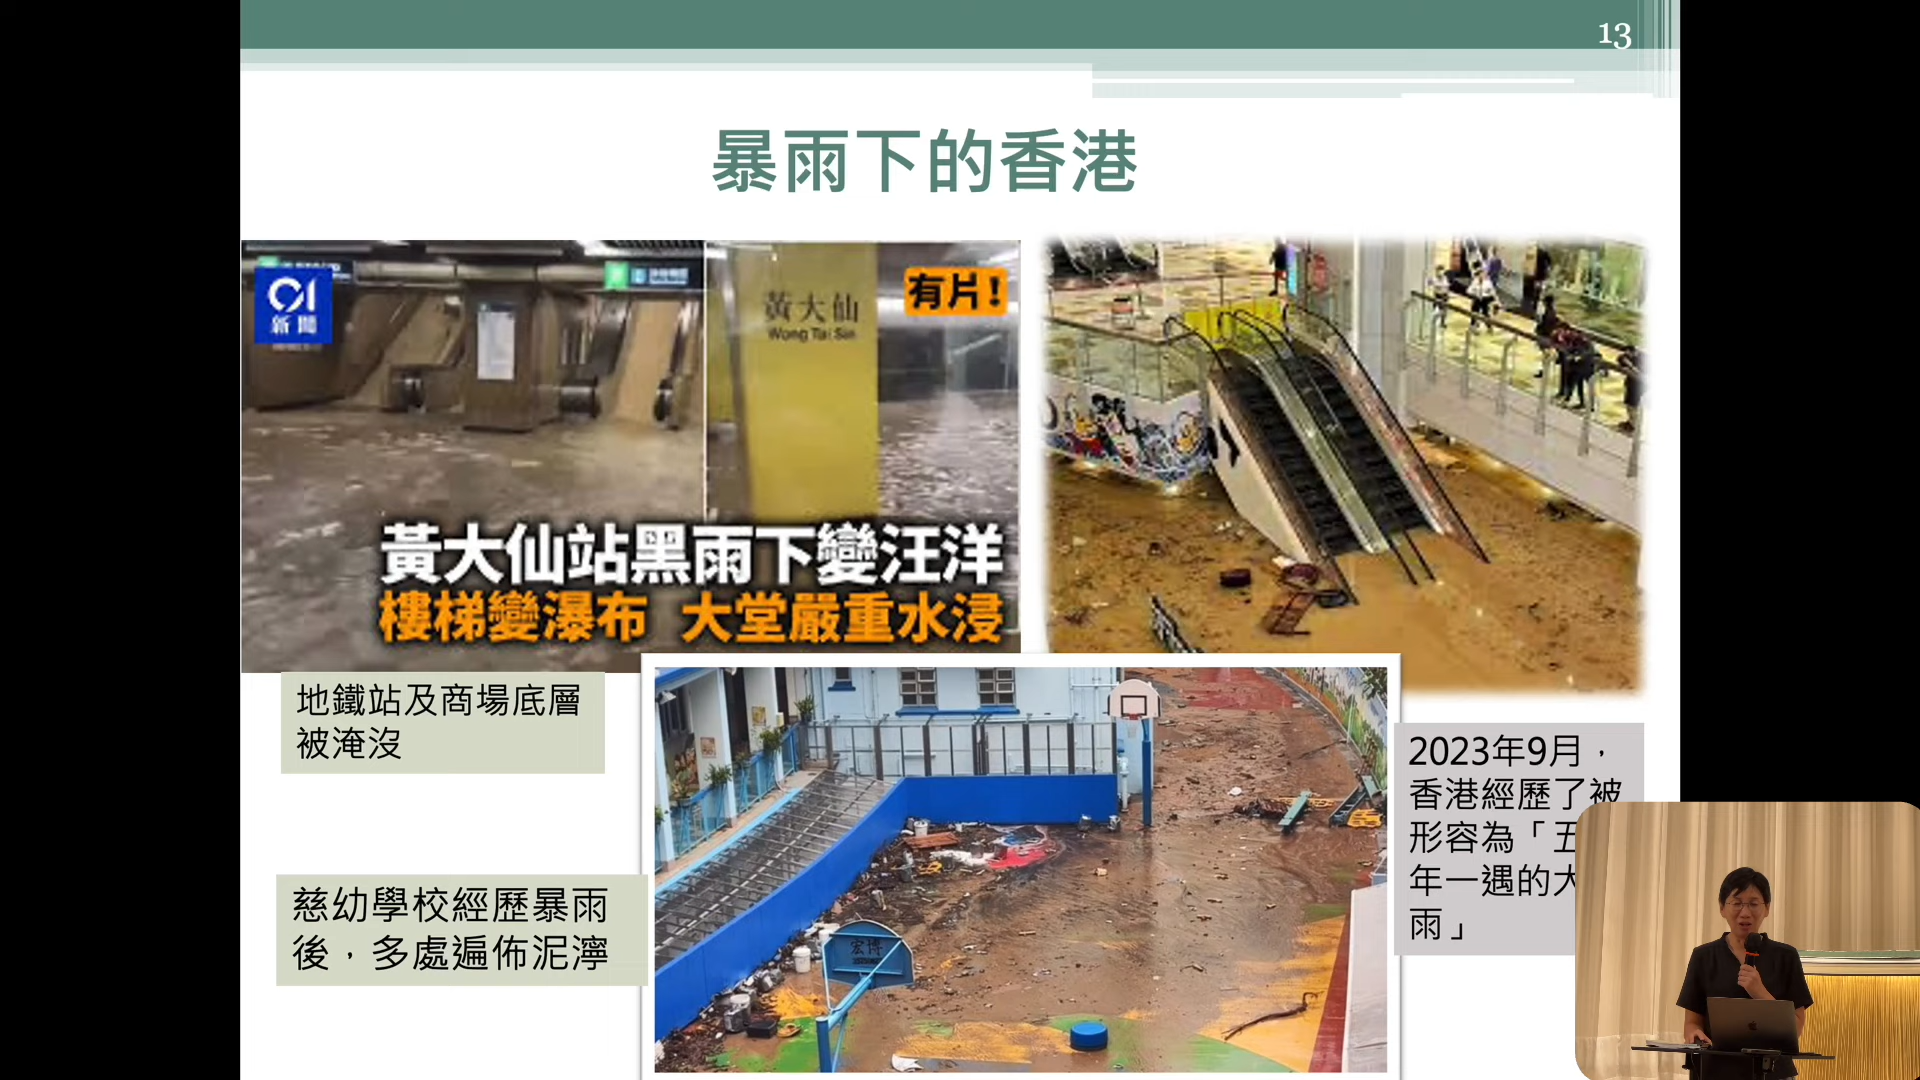 13
暴雨下的香港
01
新聞
有片!
黃大仙
Wong Tai Sin
黃大仙站黑雨下變汪洋
樓梯變瀑布 大堂嚴重水浸
地鐵站及商場底層
被淹沒
2023年9月，
香港經歷了被
形容為「五
年一遇的大
雨」
慈幼學校經歷暴雨
後，多處遍佈泥濘
宏博